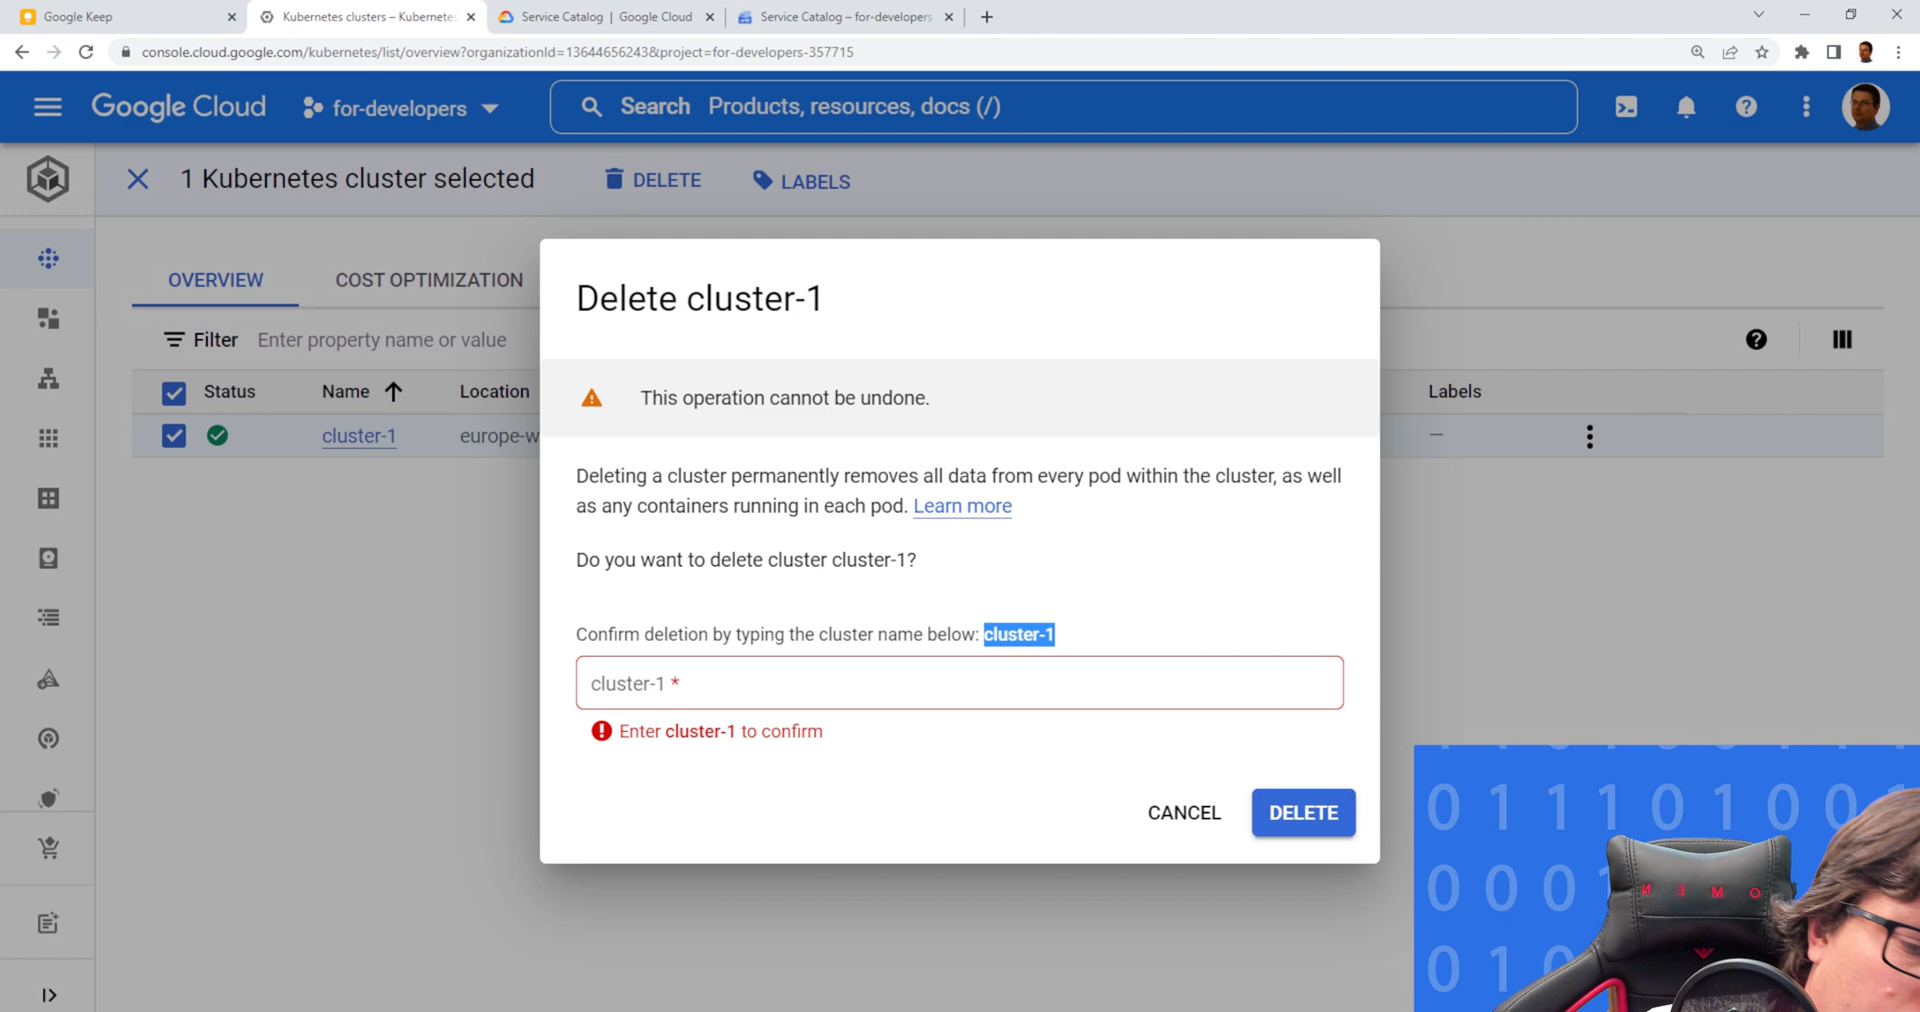 Google Keep
Kubernetes clusters – Kubernetes
Service Catalog | Google Cloud
Service Catalog – for-developers
console.cloud.google.com/kubernetes/list/overview?organizationId=13644656243&project=for-developers-357715
Google Cloud
for-developers
Search Products, resources, docs (/)
1 Kubernetes cluster selected
DELETE
LABELS
OVERVIEW
COST OPTIMIZATION
Filter Enter property name or value
Status
Name
Location
Labels
cluster-1
europe-w
–
Delete cluster-1
This operation cannot be undone.
Deleting a cluster permanently removes all data from every pod within the cluster, as well
as any containers running in each pod. Learn more
Do you want to delete cluster cluster-1?
Confirm deletion by typing the cluster name below: cluster-1
cluster-1 *
Enter cluster-1 to confirm
CANCEL
DELETE
0 1 1 1 0 1 0 0
0 0 0
0 1 0